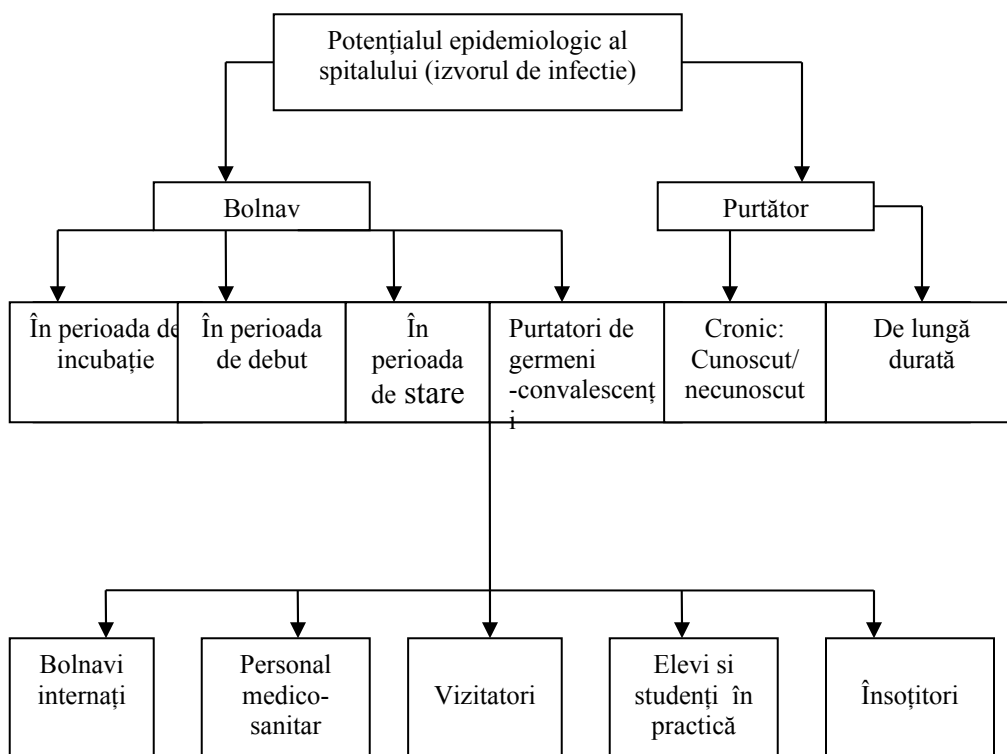 Potențialul epidemiologic al
spitalului (izvorul de infectie)
Bolnav
Purtător
În perioada de
incubație
În perioada
de debut
În
perioada
de stare
Purtatori de
germeni
-convalescenț
i
Cronic:
Cunoscut/
necunoscut
De lungă
durată
Bolnavi
internați
Personal
medico-
sanitar
Vizitatori
Elevi si
studenți în
practică
Însoțitori